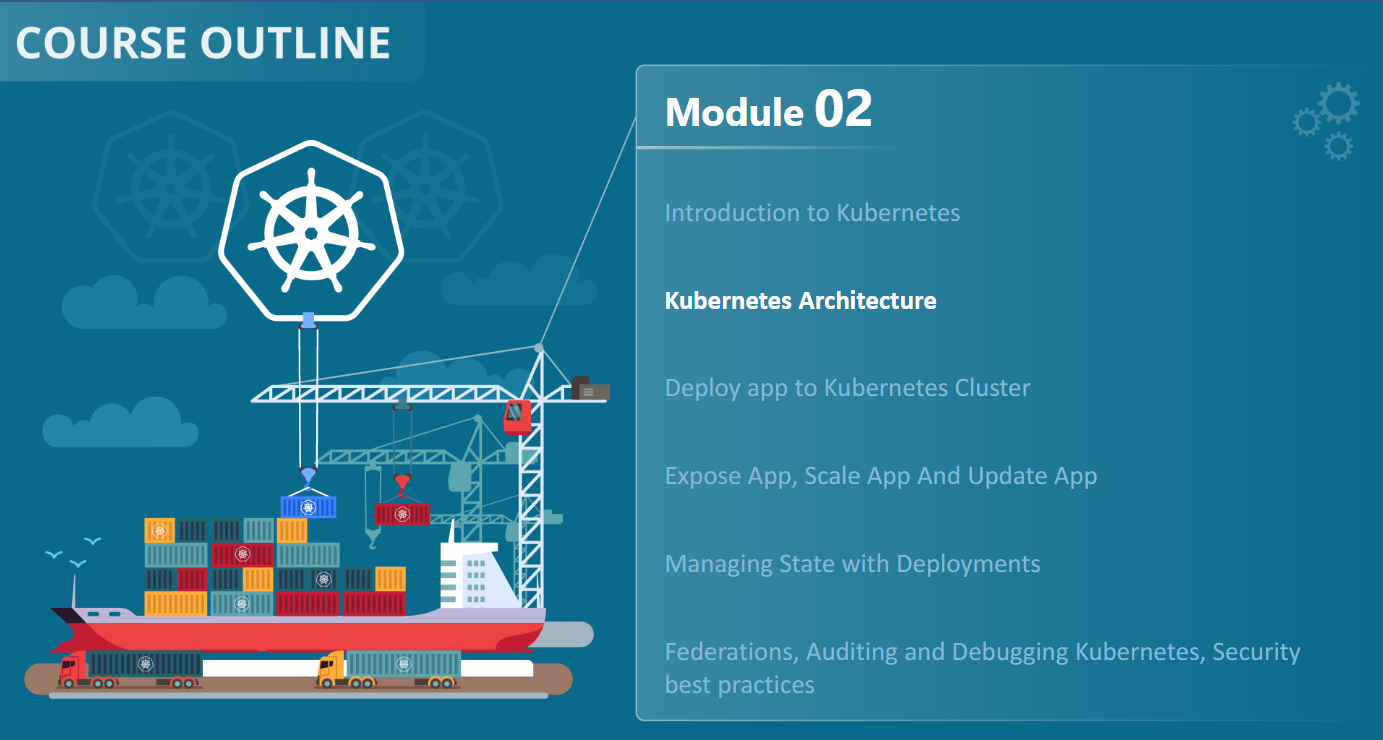 COURSE OUTLINE
Module 02
Introduction to Kubernetes
Kubernetes Architecture
Deploy app to Kubernetes Cluster
Expose App, Scale App And Update App
Managing State with Deployments
Federations, Auditing and Debugging Kubernetes, Security
best practices